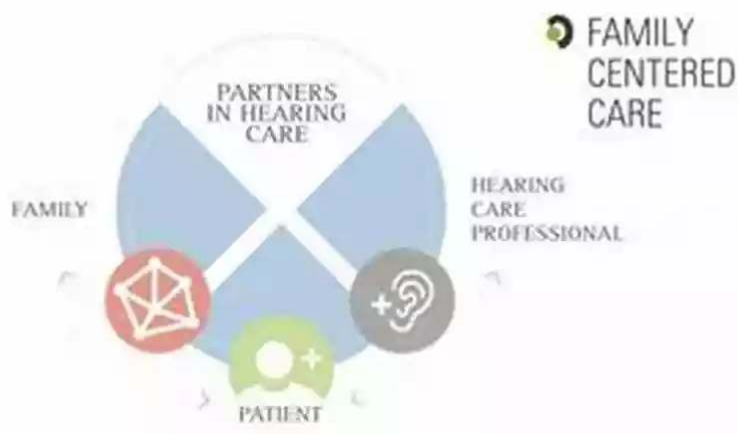 FAMILY
CENTERED
CARE
PARTNERS
IN HEARING
CARE
FAMILY
HEARING
CARE
PROFESSIONAL
PATIENT